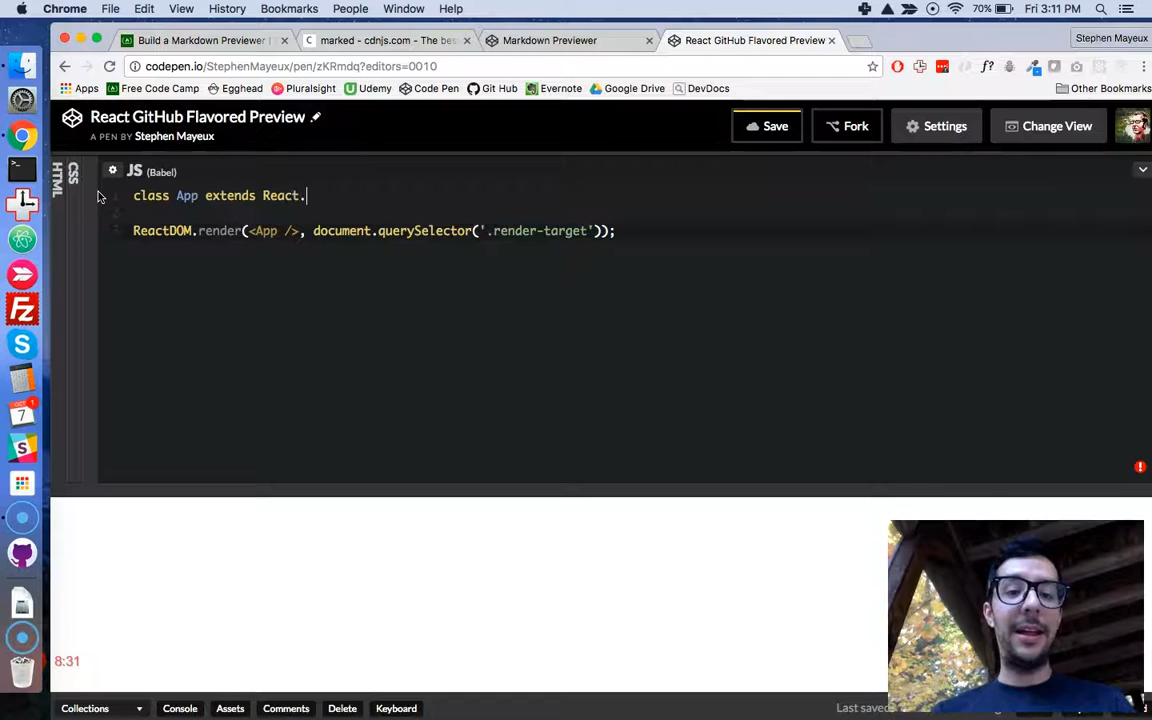 Chrome File Edit View History Bookmarks People Window Help 70% Fri 3:11 PM
Build a Markdown Previewer | marked - cdnjs.com - The bes Markdown Previewer React GitHub Flavored Preview Stephen Mayeux
codepen.io/StephenMayeux/pen/zKRmdq?editors=0010
Apps Free Code Camp Egghead Pluralsight Udemy Code Pen Git Hub Evernote Google Drive DevDocs Other Bookmarks
React GitHub Flavored Preview
A PEN BY Stephen Mayeux
Save Fork Settings Change View
HTML
CSS
JS (Babel)
1 class App extends React.
ReactDOM.render(<App />, document.querySelector('.render-target'));
8:31
Collections Console Assets Comments Delete Keyboard Last saved